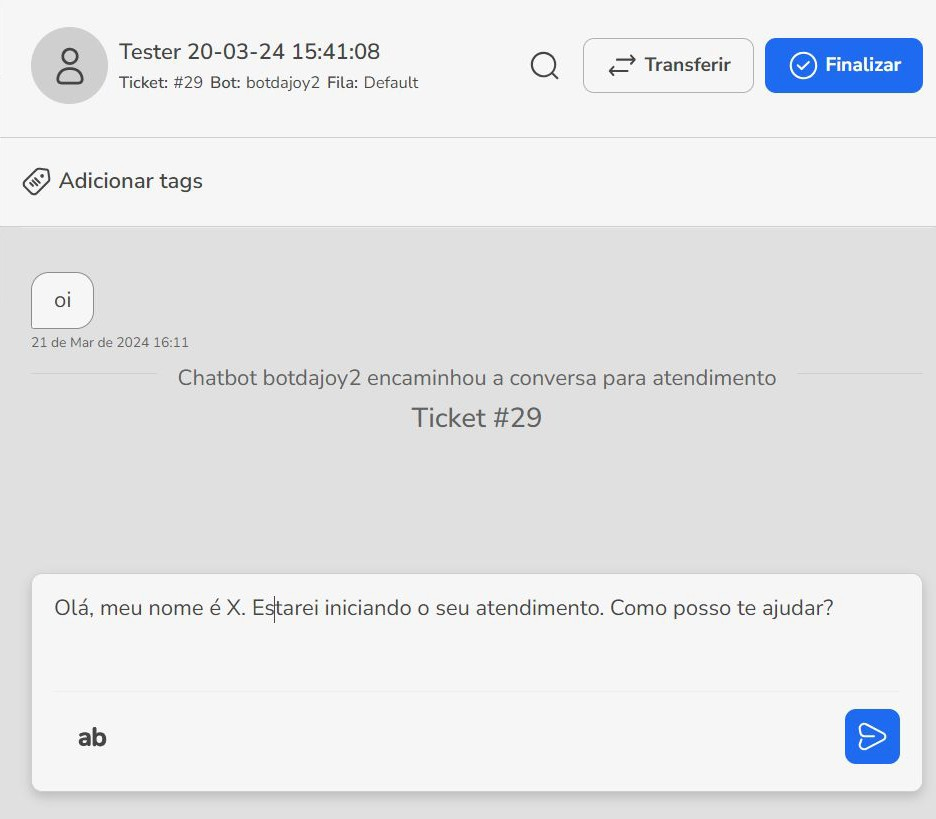 Tester 20-03-24 15:41:08
Ticket: #29 Bot: botdajoy2 Fila: Default
Transferir
Finalizar
Adicionar tags
oi
21 de Mar de 2024 16:11
Chatbot botdajoy2 encaminhou a conversa para atendimento
Ticket #29
Olá, meu nome é X. Estarei iniciando o seu atendimento. Como posso te ajudar?
ab